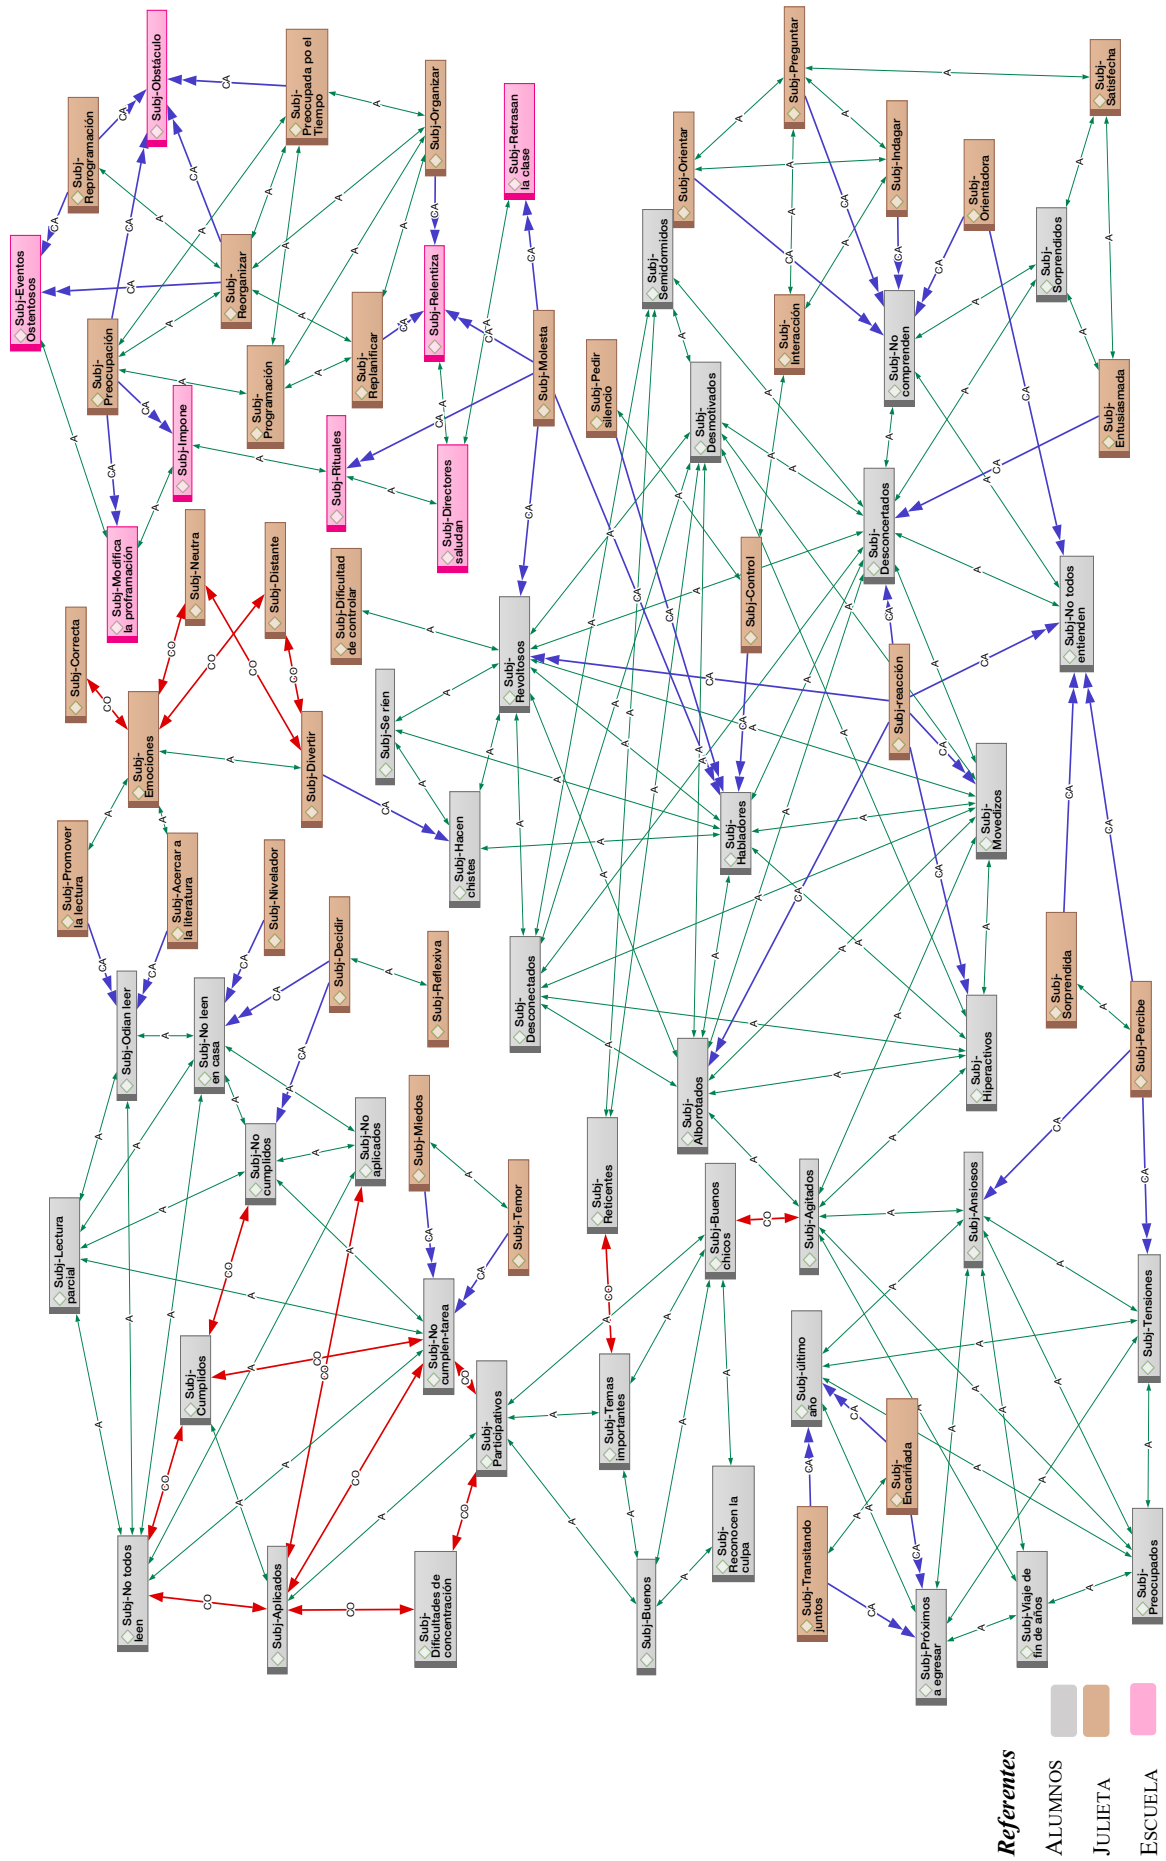 Subj-Lectura
parcial
Subj-Promover
la lectura
Subj-Correcta
Subj-Eventos
Ostentosos
Subj-
Reprogramación
Subj-No todos
leen
Subj-Odian leer
Subj-
Emociones
Subj-Modifica
la proframación
Subj-
Preocupación
Subj-Obstáculo
Subj-
Cumplidos
Subj-No leen
en casa
Subj-Acercar a
la literatura
Subj-Neutra
Subj-Impone
Subj-
Reorganizar
Subj-Aplicados
Subj-No
cumplidos
Subj-Nivelador
Subj-Distante
Subj-
Programación
Subj-
Preocupada po el
Tiempo
Subj-No
aplicados
Subj-Decidir
Subj-Divertir
Subj-Dificultad
de controlar
Subj-Rituales
Subj-
Replanificar
Subj-
Dificultades de
concentración
Subj-No
cumplen-tarea
Subj-Miedos
Subj-Reflexiva
Subj-Se ríen
Subj-Directores
saludan
Subj-Relentiza
Subj-Organizar
Subj-
Participativos
Subj-Temor
Subj-Hacen
chistes
Subj-
Revoltosos
Subj-Molesta
Subj-Retrasan
la clase
Subj-Buenos
Subj-Temas
importantes
Subj-
Reticentes
Subj-
Desconectados
Subj-Pedir
silencio
Subj-
Semidormidos
Subj-
Reconocen la
culpa
Subj-Buenos
chicos
Subj-
Alborotados
Subj-
Habladores
Subj-Control
Subj-
Desmotivados
Subj-Orientar
Subj-Transitando
juntos
Subj-último
año
Subj-Agitados
Subj-
Interacción
Subj-Preguntar
Subj-Próximos
a egresar
Subj-
Encariñada
Subj-reacción
Subj-
Desconcertados
Subj-No
comprenden
Subj-Indagar
Subj-Viaje de
fin de años
Subj-Ansiosos
Subj-
Hiperactivos
Subj-
Movedizos
Subj-
Orientadora
Subj-
Sorprendida
Subj-No todos
entienden
Subj-
Sorprendidos
Subj-
Preocupados
Subj-Tensiones
Subj-Percibe
Subj-
Entusiasmada
Subj-
Satisfecha
Referentes
ALUMNOS
JULIETA
ESCUELA
A
CA
CO